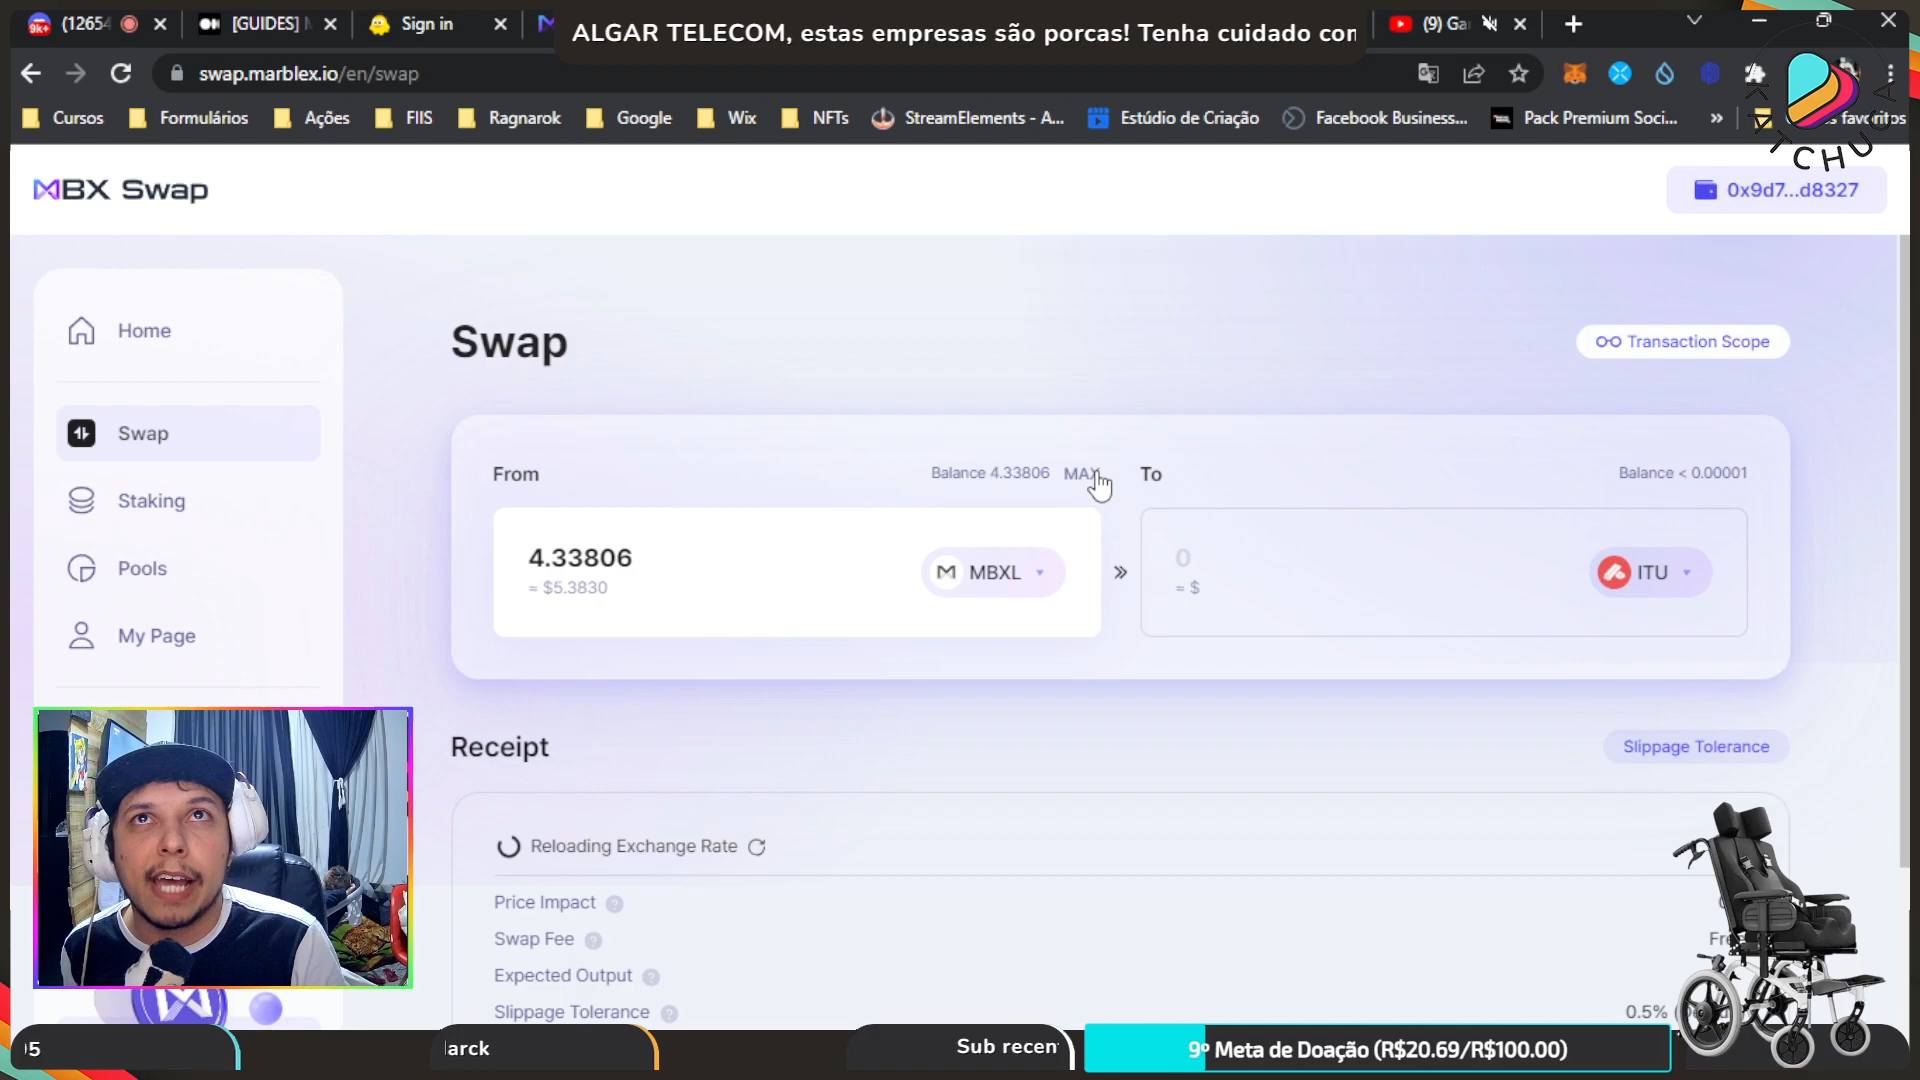 (12654
[GUIDES]
Sign in
ALGAR TELECOM, estas empresas são porcas! Tenha cuidado con
(9) Ga
9k+
swap.marblex.io/en/swap
Cursos
Formulários
Ações
FIIS
Ragnarok
Google
Wix
NFTs
StreamElements - A...
Estúdio de Criação
Facebook Business...
Pack Premium Soci...
»
favoritos
TCHU
MBX Swap
0x9d7...d8327
Home
Swap
Staking
Pools
My Page
Swap
Transaction Scope
From
Balance 4.33806 MAX
To
Balance < 0.00001
4.33806
≈ $5.3830
MBXL
0
≈ $
ITU
Receipt
Slippage Tolerance
Reloading Exchange Rate
Price Impact
Swap Fee
Expected Output
Slippage Tolerance
0.5%
larck
Sub recen
9º Meta de Doação (R$20.69/R$100.00)